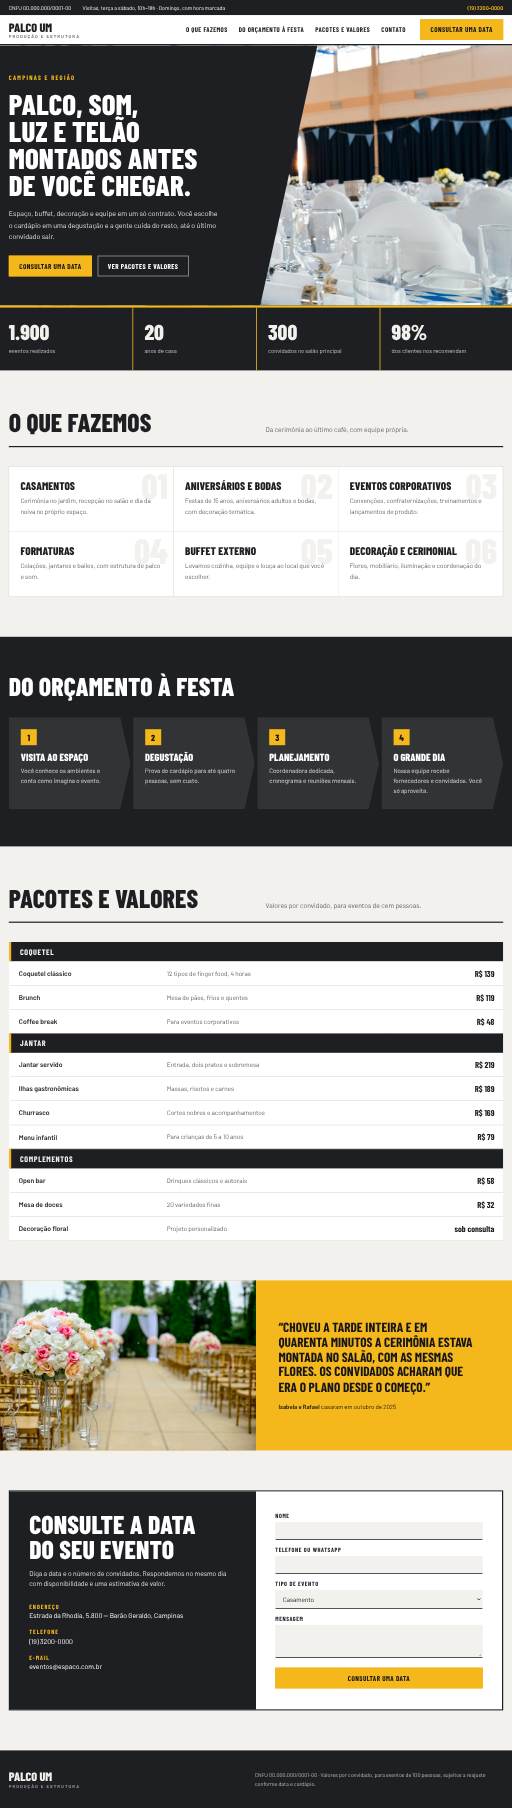 CNPJ 00.000.000/0001-00 Visitas, terça a sábado, 10h–19h · Domingo, com hora marcada (19) 3200-0000
PALCO UM
PRODUÇÃO E ESTRUTURA
O QUE FAZEMOS DO ORÇAMENTO À FESTA PACOTES E VALORES CONTATO CONSULTAR UMA DATA
CAMPINAS E REGIÃO
PALCO, SOM,
LUZ E TELÃO
MONTADOS ANTES
DE VOCÊ CHEGAR.
Espaço, buffet, decoração e equipe em um só contrato. Você escolhe
o cardápio em uma degustação e a gente cuida do resto, até o último
convidado sair.
CONSULTAR UMA DATA VER PACOTES E VALORES
1.900 20 300 98%
eventos realizados anos de casa convidados no salão principal dos clientes nos recomendam
O QUE FAZEMOS
Da cerimônia ao último café, com equipe própria.
01 02 03
CASAMENTOS
Cerimônia no jardim, recepção no salão e dia da
noiva no próprio espaço.
ANIVERSÁRIOS E BODAS
Festas de 15 anos, aniversários adultos e bodas,
com decoração temática.
EVENTOS CORPORATIVOS
Convenções, confraternizações, treinamentos e
lançamentos de produto.
04 05 06
FORMATURAS
Colações, jantares e bailes, com estrutura de palco
e som.
BUFFET EXTERNO
Levamos cozinha, equipe e louça ao local que você
escolher.
DECORAÇÃO E CERIMONIAL
Flores, mobiliário, iluminação e coordenação do
dia.
DO ORÇAMENTO À FESTA
1
VISITA AO ESPAÇO
Você conhece os ambientes e
conta como imagina o evento.
2
DEGUSTAÇÃO
Prova do cardápio para até quatro
pessoas, sem custo.
3
PLANEJAMENTO
Coordenadora dedicada,
cronograma e reuniões mensais.
4
O GRANDE DIA
Nossa equipe recebe
fornecedores e convidados. Você
só aproveita.
PACOTES E VALORES
Valores por convidado, para eventos de cem pessoas.
COQUETEL
Coquetel clássico 12 tipos de finger food, 4 horas R$ 139
Brunch Mesa de pães, frios e quentes R$ 119
Coffee break Para eventos corporativos R$ 48
JANTAR
Jantar servido Entrada, dois pratos e sobremesa R$ 219
Ilhas gastronômicas Massas, risotos e carnes R$ 189
Churrasco Cortes nobres e acompanhamentos R$ 169
Menu infantil Para crianças de 5 a 10 anos R$ 79
COMPLEMENTOS
Open bar Drinques clássicos e autorais R$ 58
Mesa de doces 20 variedades finas R$ 32
Decoração floral Projeto personalizado sob consulta
“CHOVEU A TARDE INTEIRA E EM
QUARENTA MINUTOS A CERIMÔNIA ESTAVA
MONTADA NO SALÃO, COM AS MESMAS
FLORES. OS CONVIDADOS ACHARAM QUE
ERA O PLANO DESDE O COMEÇO.”
Isabela e Rafael casaram em outubro de 2025
CONSULTE A DATA
DO SEU EVENTO
Diga a data e o número de convidados. Respondemos no mesmo dia
com disponibilidade e uma estimativa de valor.
ENDEREÇO
Estrada da Rhodia, 5.800 — Barão Geraldo, Campinas
TELEFONE
(19) 3200-0000
E-MAIL
eventos@espaco.com.br
NOME
TELEFONE OU WHATSAPP
TIPO DE EVENTO
Casamento
MENSAGEM
CONSULTAR UMA DATA
PALCO UM
PRODUÇÃO E ESTRUTURA
CNPJ 00.000.000/0001-00 · Valores por convidado, para eventos de 100 pessoas, sujeitos a reajuste
conforme data e cardápio.